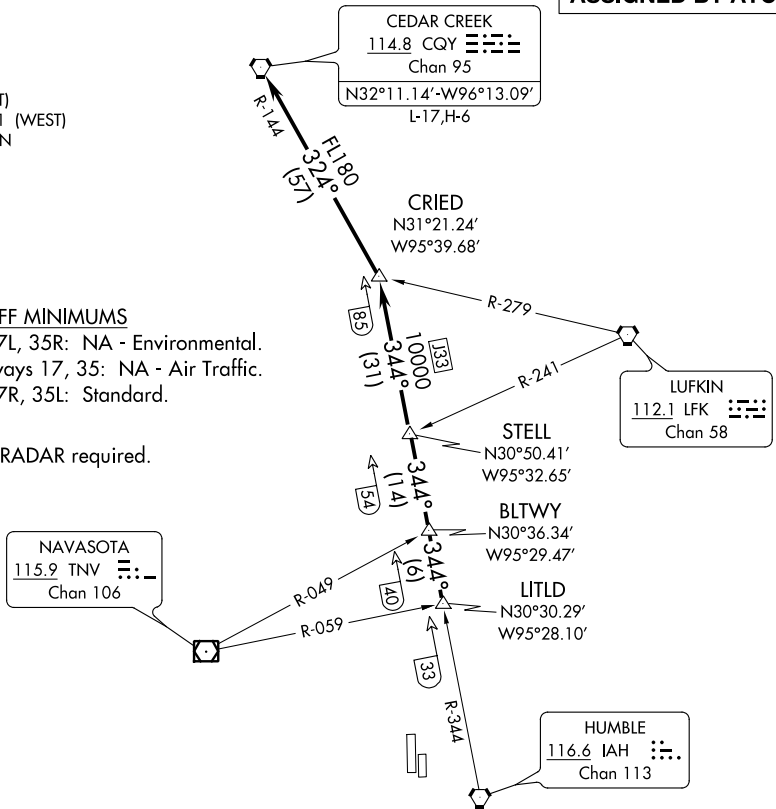 CEDAR CREEK
114.8 CQY
Chan 95
N32°11.14'-W96°13.09'
L-17,H-6
T)
1 (WEST)
N
R-144
FL180
324°
(57)
CRIED
N31°21.24'
W95°39.68'
85
R-279
FF MINIMUMS
7L, 35R: NA - Environmental.
ways 17, 35: NA - Air Traffic.
7R, 35L: Standard.
RADAR required.
10000
J33
344°
(31)
R-241
LUFKIN
112.1 LFK
Chan 58
STELL
N30°50.41'
W95°32.65'
344°
(14)
54
BLTWY
N30°36.34'
W95°29.47'
344°
(6)
40
NAVASOTA
115.9 TNV
Chan 106
R-049
R-059
LITLD
N30°30.29'
W95°28.10'
33
R-344
HUMBLE
116.6 IAH
Chan 113